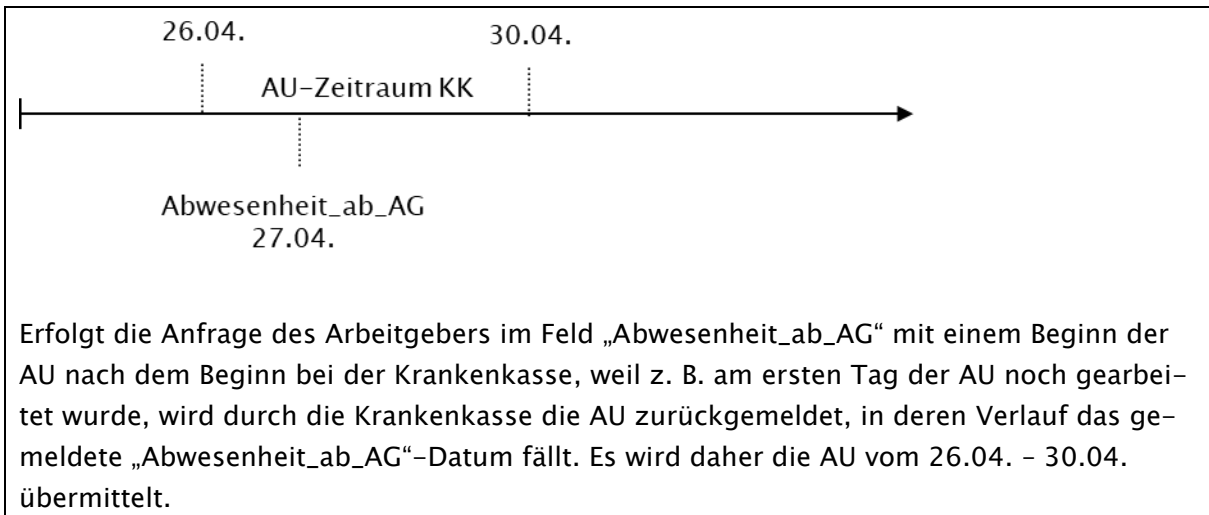 26.04.
30.04.
AU-Zeitraum KK
Abwesenheit_ab_AG
27.04.
Erfolgt die Anfrage des Arbeitgebers im Feld „Abwesenheit_ab_AG“ mit einem Beginn der
AU nach dem Beginn bei der Krankenkasse, weil z. B. am ersten Tag der AU noch gearbei-
tet wurde, wird durch die Krankenkasse die AU zurückgemeldet, in deren Verlauf das ge-
meldete „Abwesenheit_ab_AG“-Datum fällt. Es wird daher die AU vom 26.04. – 30.04.
übermittelt.